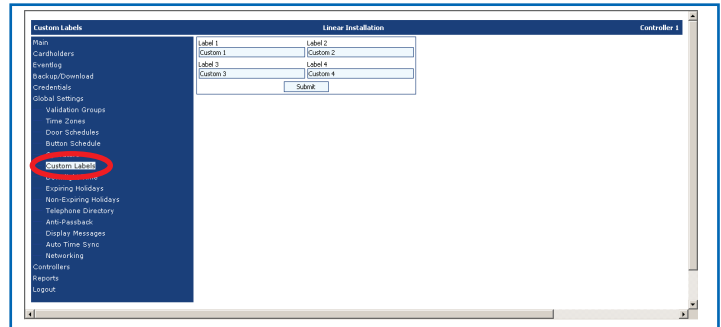 Custom Labels Linear Installation Controller 1
Main
Cardholders
Eventlog
Backup/Download
Credentials
Global Settings
Validation Groups
Time Zones
Door Schedules
Button Schedule
Custom Labels
Expiring Holidays
Non-Expiring Holidays
Telephone Directory
Anti-Passback
Display Messages
Auto Time Sync
Networking
Controllers
Reports
Logout
Label 1 Label 2
Custom 1 Custom 2
Label 3 Label 4
Custom 3 Custom 4
Submit